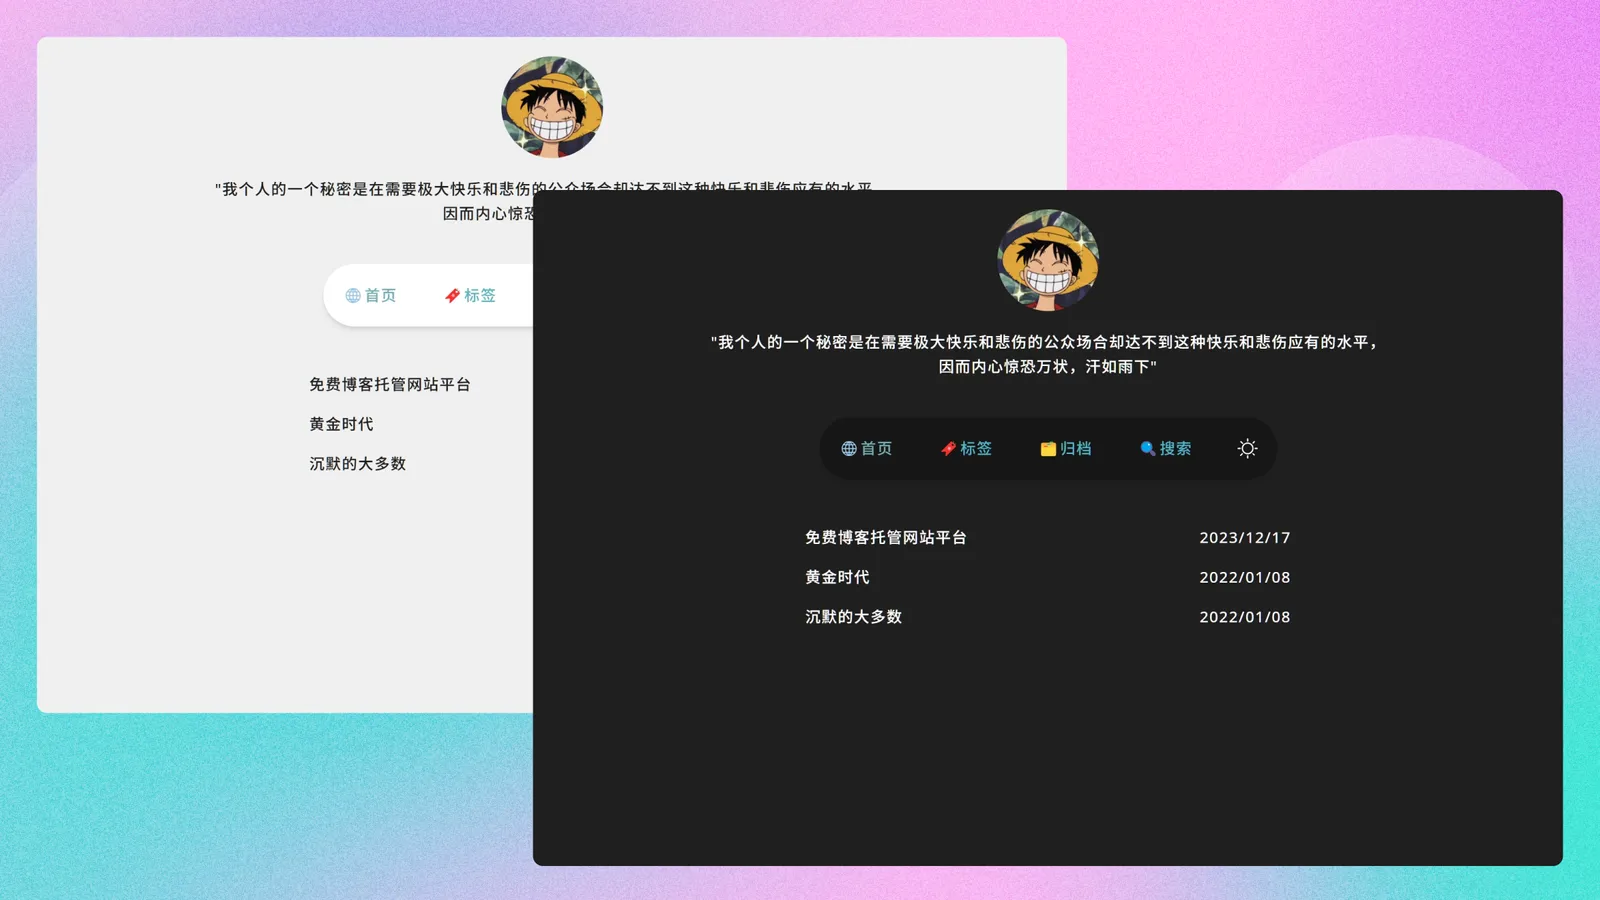 "我个人的一个秘密是在需要极大快乐和悲伤的公众场合却达不到这种快乐和悲伤应有的水平
因而内心惊恐
首页
标签
免费博客托管网站平台
黄金时代
沉默的大多数
"我个人的一个秘密是在需要极大快乐和悲伤的公众场合却达不到这种快乐和悲伤应有的水平，
因而内心惊恐万状，汗如雨下"
首页 标签 归档 搜索
免费博客托管网站平台 2023/12/17
黄金时代 2022/01/08
沉默的大多数 2022/01/08